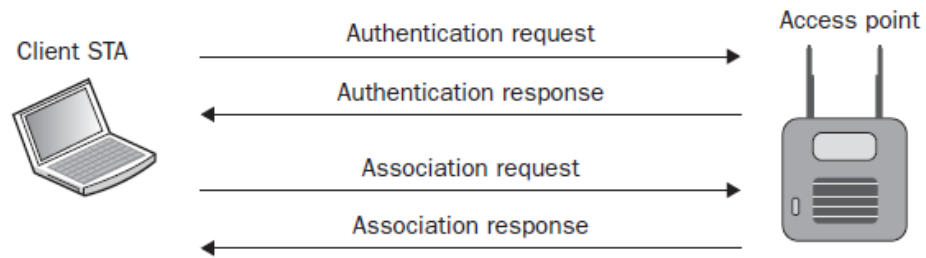 Access point
Client STA
Authentication request
Authentication response
Association request
Association response